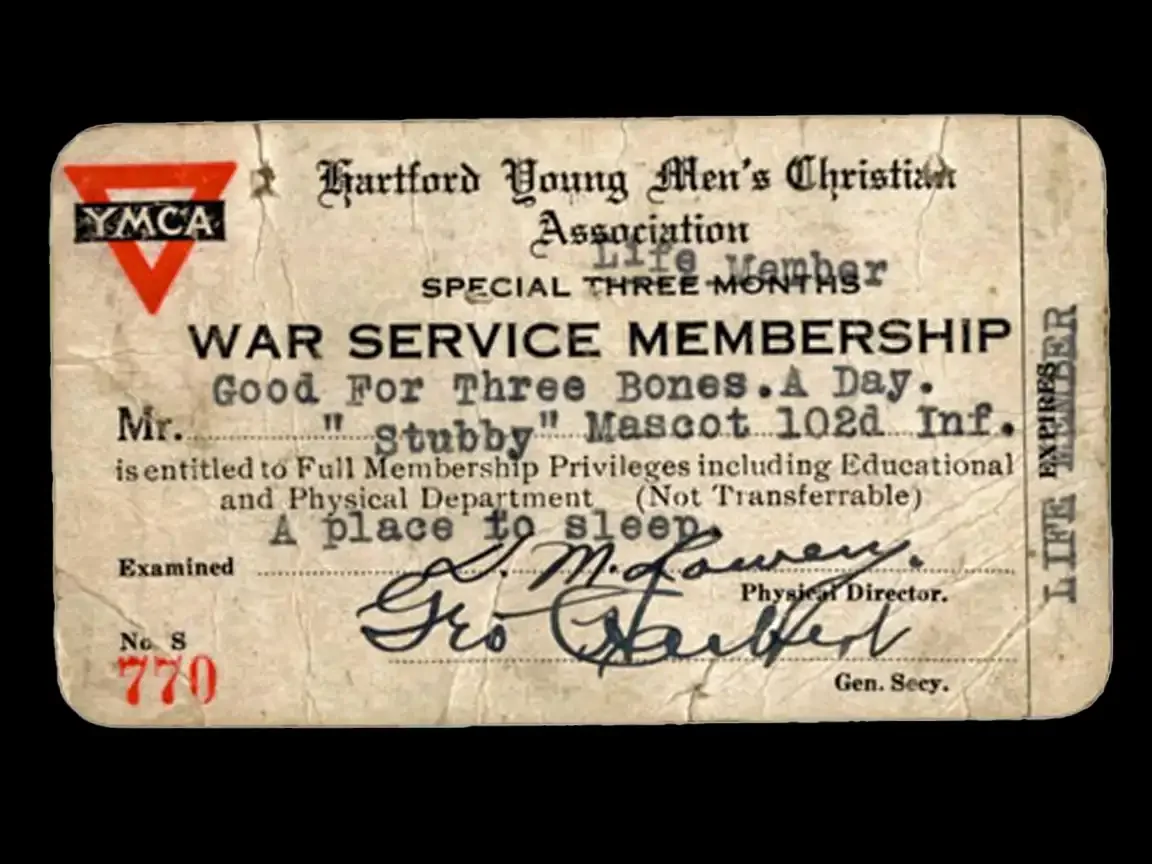 YMCA
Hartford Young Men's Christian
Association
Life Member
SPECIAL THREE MONTHS
WAR SERVICE MEMBERSHIP
Good For Three Bones.A Day.
Mr. " Stubby" Mascot 102d Inf.
is entitled to Full Membership Privileges including Educational
and Physical Department (Not Transferrable)
A place to sleep.
Examined
Physical Director.
Geo C Herbert
Gen. Secy.
No S
770
EXPIRES
LIFE MEMBER